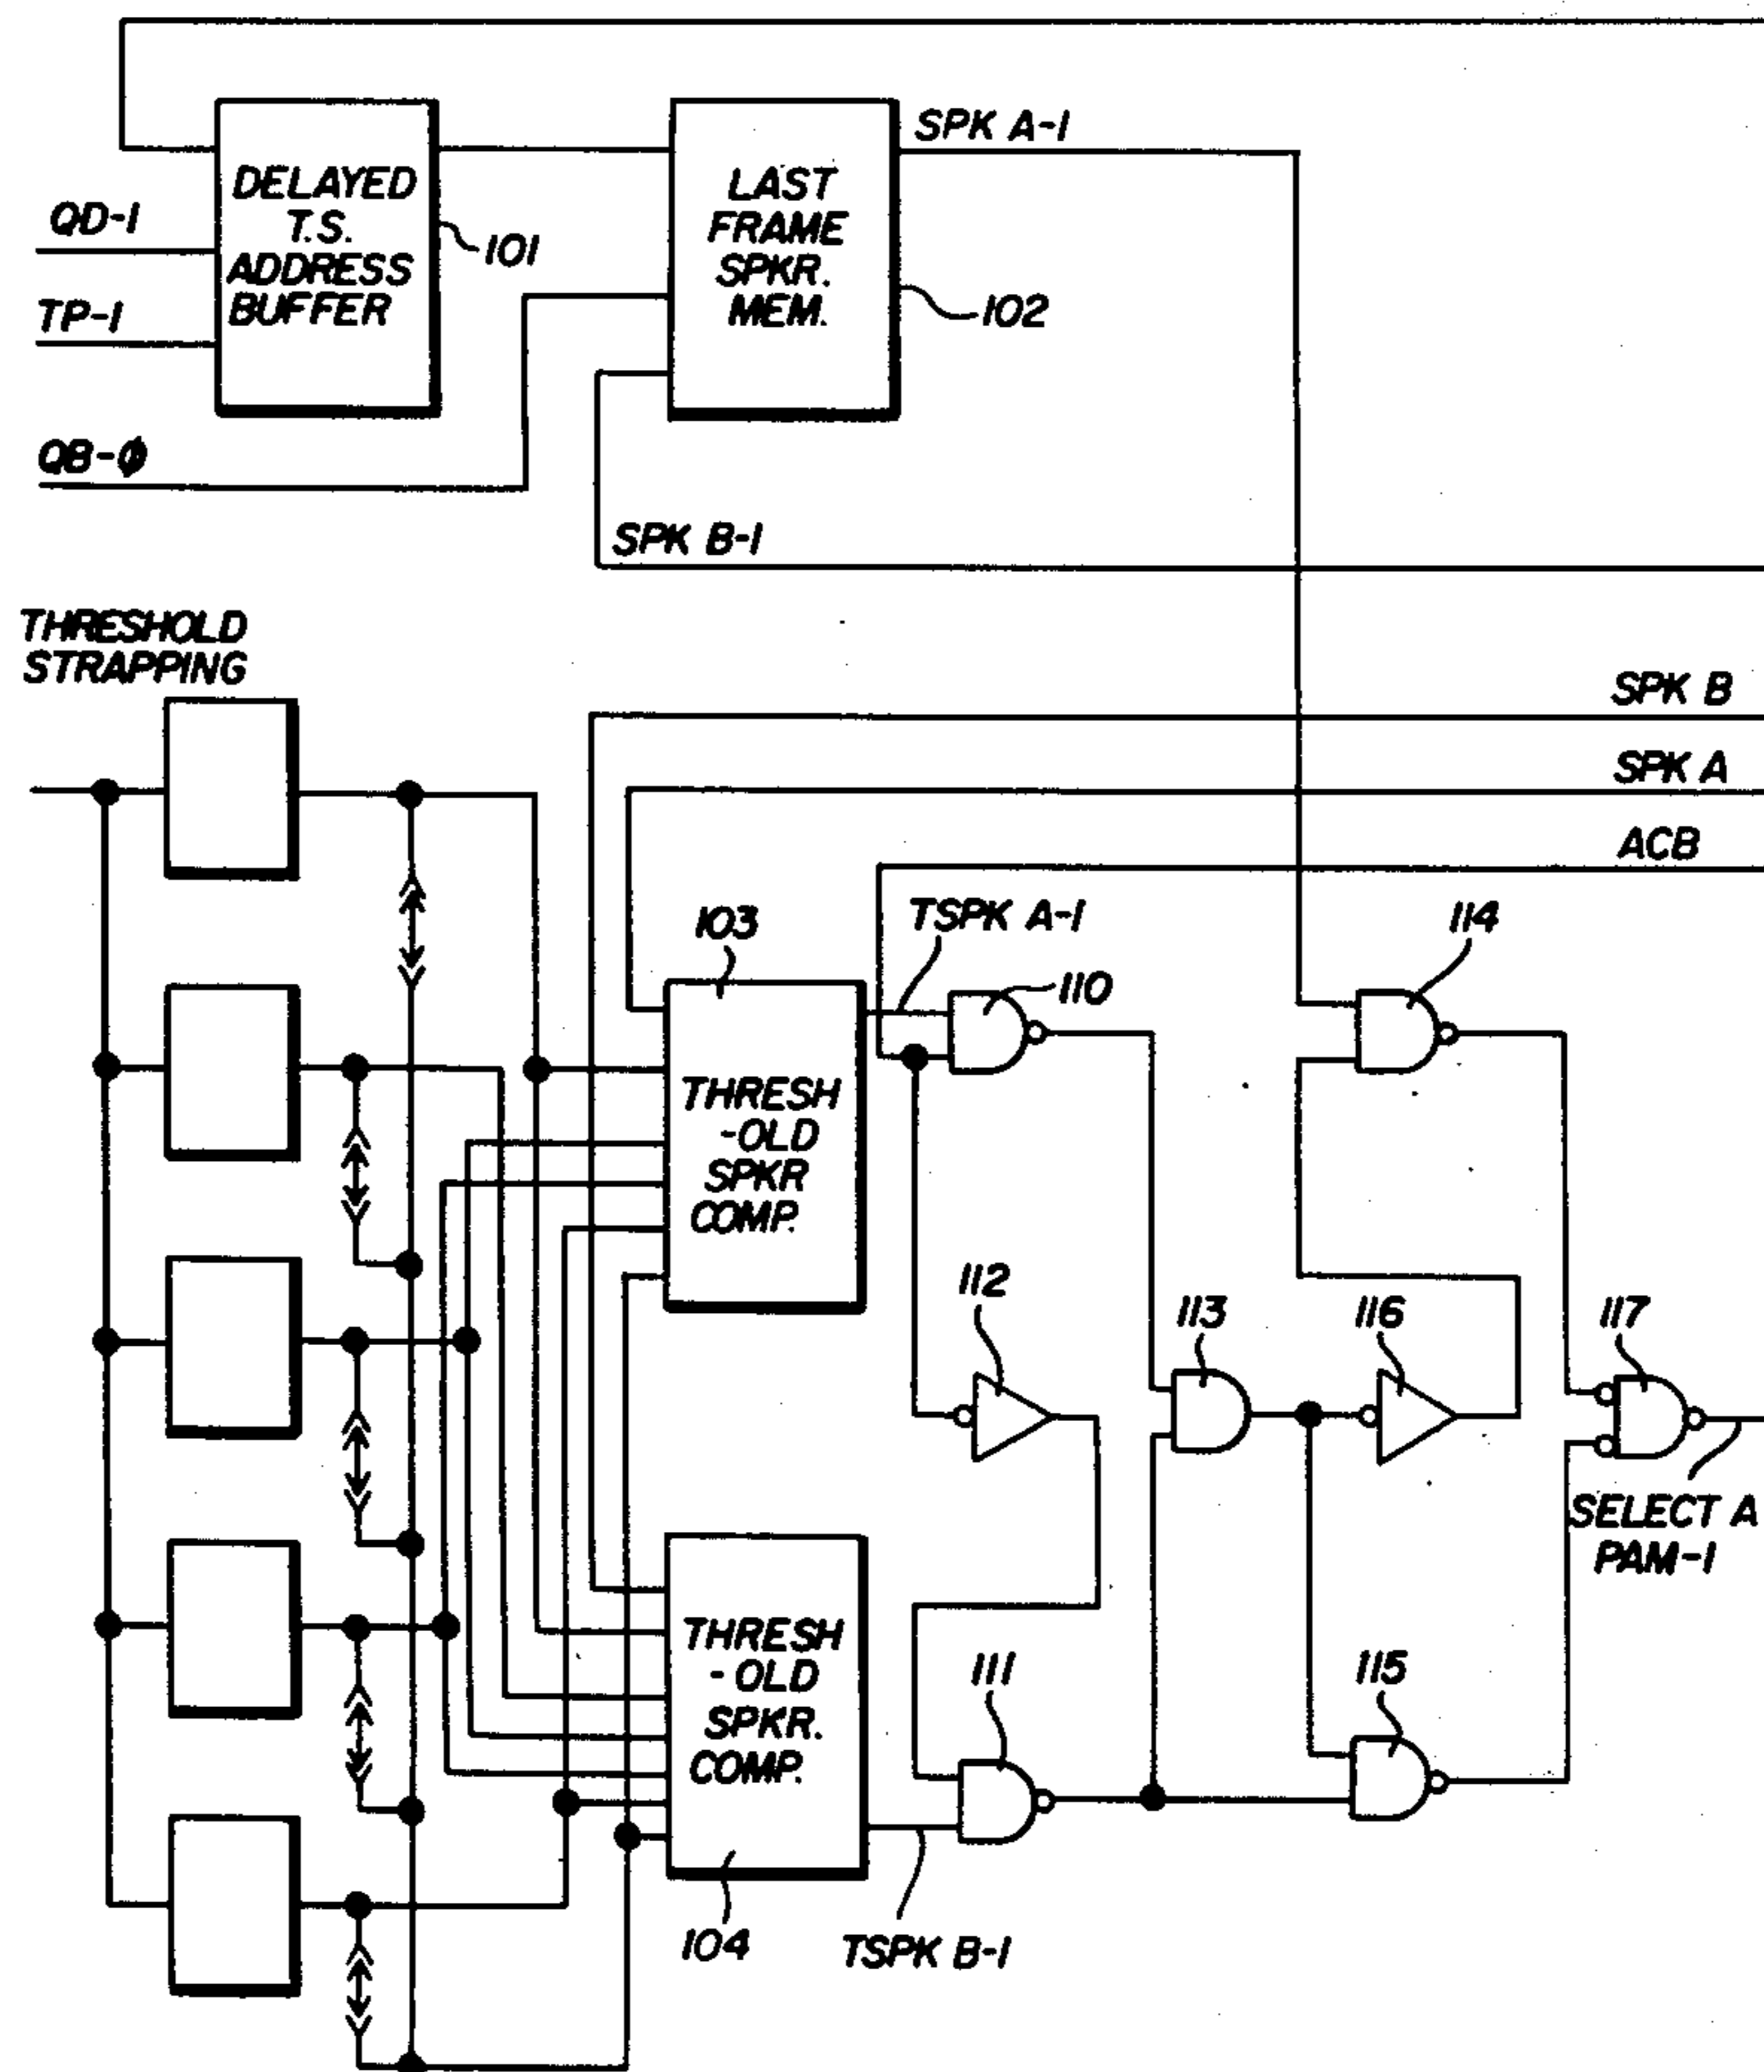 SPK A-1
DELAYED
T.S.
ADDRESS
BUFFER
LAST
FRAME
SPKR.
MEM.
QD-1
101
TP-1
102
QB-Ø
SPK B-1
THRESHOLD
STRAPPING
SPK B
SPK A
ACB
103
TSPK A-1
114
110
THRESH
-OLD
SPKR
COMP.
112
113
116
117
SELECT A
PAM-1
THRESH
-OLD
SPKR.
COMP.
111
115
104
TSPK B-1